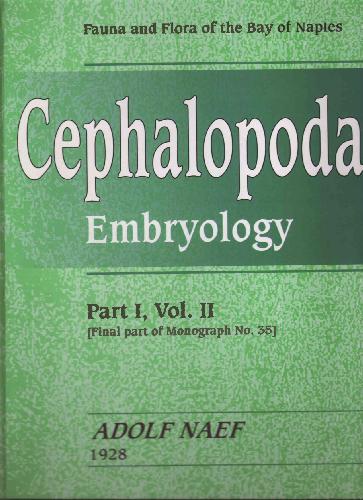 Fauna and Flora of the Bay of Naples
Cephalopoda
Embryology
Part I, Vol. II
[Final part of Monograph No. 35]
ADOLF NAEF
1928